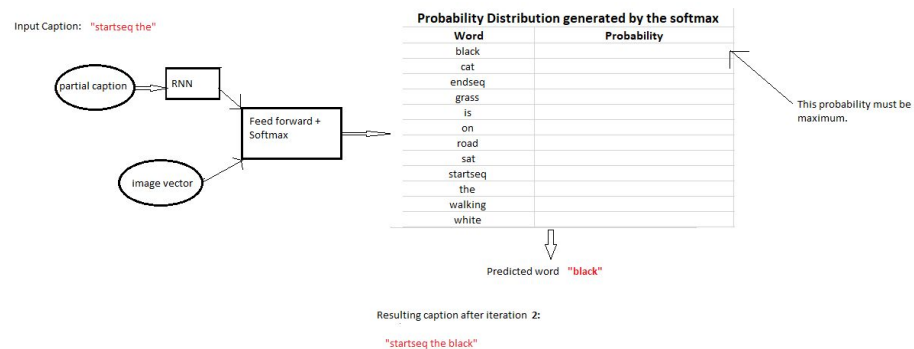 Input Caption: "startseq the"
partial caption
RNN
Feed forward +
Softmax
image vector
Probability Distribution generated by the softmax
Word Probability
black
cat
endseq
grass
is
on
road
sat
startseq
the
walking
white
This probability must be
maximum.
Predicted word "black"
Resulting caption after iteration 2:
"startseq the black"